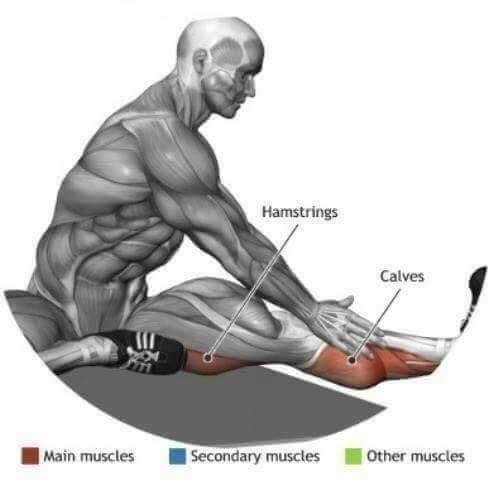 Hamstrings
Calves
Main muscles
Secondary muscles
Other muscles